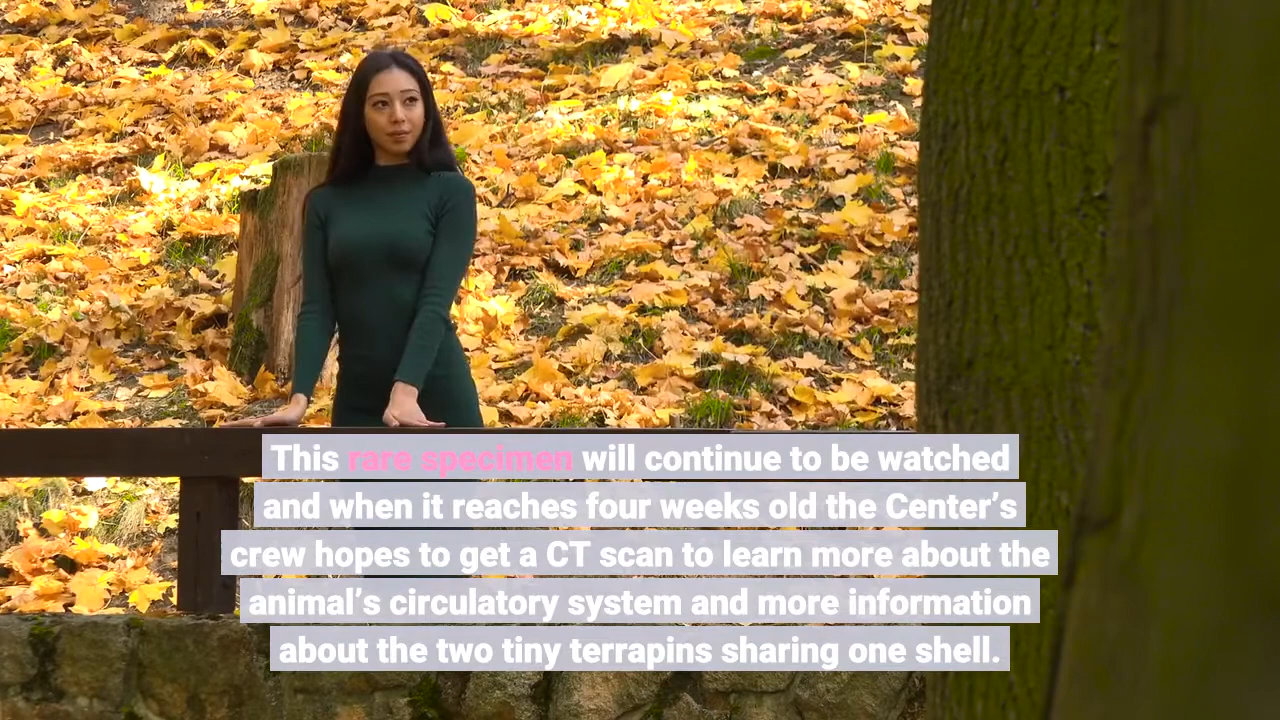 This rare specimen will continue to be watched
and when it reaches four weeks old the Center’s
crew hopes to get a CT scan to learn more about the
animal’s circulatory system and more information
about the two tiny terrapins sharing one shell.